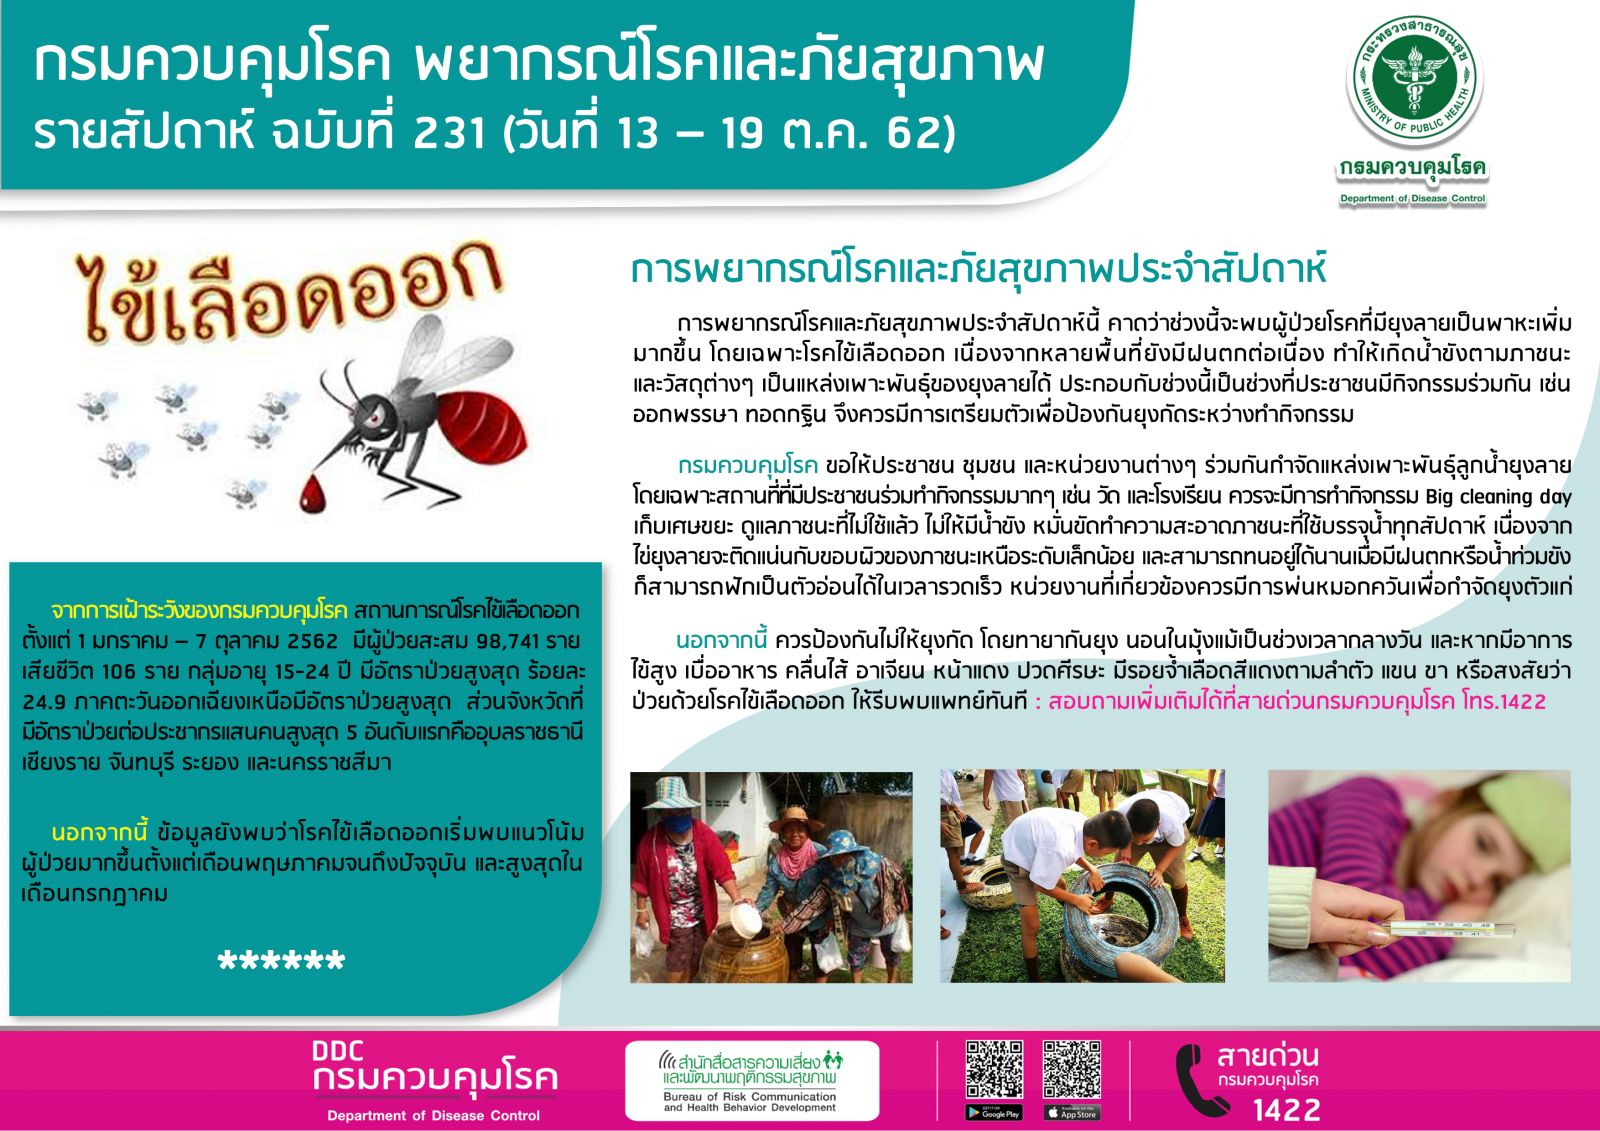 กรมควบคุมโรค พยากรณ์โรคและภัยสุขภาพ
รายสัปดาห์ ฉบับที่ 231 (วันที่ 13 – 19 ต.ค. 62)
กระทรวงสาธารณสุข
MINISTRY OF PUBLIC HEALTH
กรมควบคุมโรค
Department of Disease Control
ไข้เลือดออก
จากการเฝ้าระวังของกรมควบคุมโรค สถานการณ์โรคไข้เลือดออก
ตั้งแต่ 1 มกราคม – 7 ตุลาคม 2562 มีผู้ป่วยสะสม 98,741 ราย
เสียชีวิต 106 ราย กลุ่มอายุ 15-24 ปี มีอัตราป่วยสูงสุด ร้อยละ
24.9 ภาคตะวันออกเฉียงเหนือมีอัตราป่วยสูงสุด ส่วนจังหวัดที่
มีอัตราป่วยต่อประชากรแสนคนสูงสุด 5 อันดับแรกคืออุบลราชธานี
เชียงราย จันทบุรี ระยอง และนครราชสีมา
นอกจากนี้ ข้อมูลยังพบว่าโรคไข้เลือดออกเริ่มพบแนวโน้ม
ผู้ป่วยมากขึ้นตั้งแต่เดือนพฤษภาคมจนถึงปัจจุบัน และสูงสุดใน
เดือนกรกฎาคม
******
การพยากรณ์โรคและภัยสุขภาพประจำสัปดาห์
การพยากรณ์โรคและภัยสุขภาพประจำสัปดาห์นี้ คาดว่าช่วงนี้จะพบผู้ป่วยโรคที่มียุงลายเป็นพาหะเพิ่ม
มากขึ้น โดยเฉพาะโรคไข้เลือดออก เนื่องจากหลายพื้นที่ยังมีฝนตกต่อเนื่อง ทำให้เกิดน้ำขังตามภาชนะ
และวัสดุต่างๆ เป็นแหล่งเพาะพันธุ์ของยุงลายได้ ประกอบกับช่วงนี้เป็นช่วงที่ประชาชนมีกิจกรรมร่วมกัน เช่น
ออกพรรษา ทอดกฐิน จึงควรมีการเตรียมตัวเพื่อป้องกันยุงกัดระหว่างทำกิจกรรม
กรมควบคุมโรค ขอให้ประชาชน ชุมชน และหน่วยงานต่างๆ ร่วมกันกำจัดแหล่งเพาะพันธุ์ลูกน้ำยุงลาย
โดยเฉพาะสถานที่ที่มีประชาชนร่วมทำกิจกรรมมากๆ เช่น วัด และโรงเรียน ควรจะมีการทำกิจกรรม Big cleaning day
เก็บเศษขยะ ดูแลภาชนะที่ไม่ใช้แล้ว ไม่ให้มีน้ำขัง หมั่นขัดทำความสะอาดภาชนะที่ใช้บรรจุน้ำทุกสัปดาห์ เนื่องจาก
ไข่ยุงลายจะติดแน่นกับขอบผิวของภาชนะเหนือระดับเล็กน้อย และสามารถทนอยู่ได้นานเมื่อมีฝนตกหรือน้ำท่วมขัง
ก็สามารถฟักเป็นตัวอ่อนได้ในเวลารวดเร็ว หน่วยงานที่เกี่ยวข้องควรมีการพ่นหมอกควันเพื่อกำจัดยุงตัวแก่
นอกจากนี้ ควรป้องกันไม่ให้ยุงกัด โดยทายากันยุง นอนในมุ้งแม้เป็นช่วงเวลากลางวัน และหากมีอาการ
ไข้สูง เบื่ออาหาร คลื่นไส้ อาเจียน หน้าแดง ปวดศีรษะ มีรอยจ้ำเลือดสีแดงตามลำตัว แขน ขา หรือสงสัยว่า
ป่วยด้วยโรคไข้เลือดออก ให้รีบพบแพทย์ทันที : สอบถามเพิ่มเติมได้ที่สายด่วนกรมควบคุมโรค โทร.1422
DDC
กรมควบคุมโรค
Department of Disease Control
สำนักสื่อสารความเสี่ยง
และพัฒนาพฤติกรรมสุขภาพ
Bureau of Risk Communication
and Health Behavior Development
GET IT ON
Google Play
Available on the
App Store
สายด่วน
กรมควบคุมโรค
1422